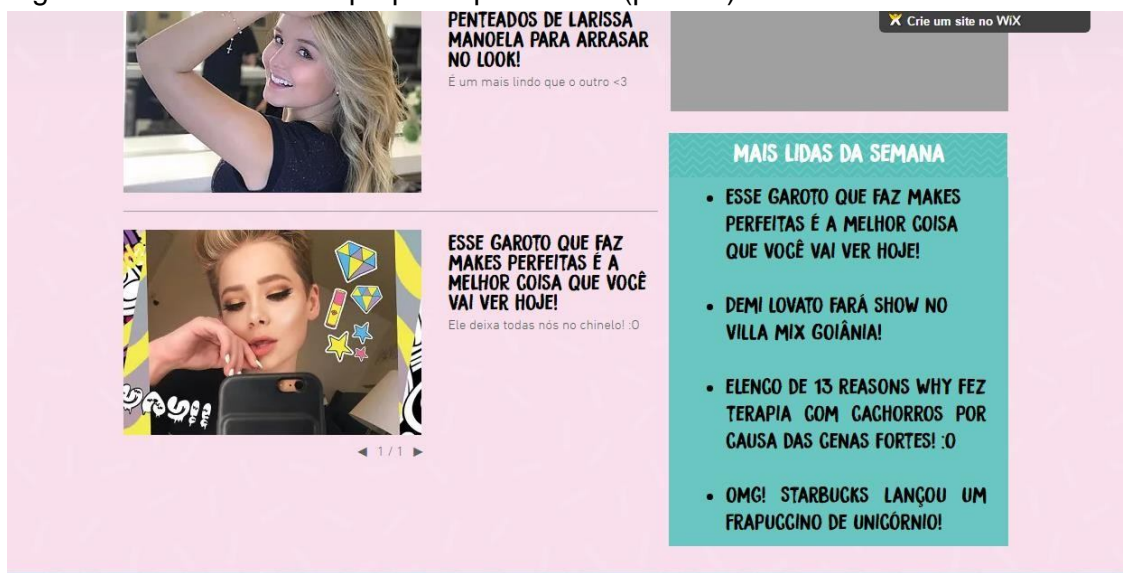 Crie um site no WiX
PENTEADOS DE LARISSA
MANOELA PARA ARRASAR
NO LOOK!
É um mais lindo que o outro <3
ESSE GAROTO QUE FAZ
MAKES PERFEITAS É A
MELHOR COISA QUE VOCÊ
VAI VER HOJE!
Ele deixa todas nós no chinelo! :O
◄ 1/1 ►
MAIS LIDAS DA SEMANA
• ESSE GAROTO QUE FAZ MAKES
PERFEITAS É A MELHOR COISA
QUE VOCÊ VAI VER HOJE!
• DEMI LOVATO FARÁ SHOW NO
VILLA MIX GOIÂNIA!
• ELENCO DE 13 REASONS WHY FEZ
TERAPIA COM CACHORROS POR
CAUSA DAS CENAS FORTES! :O
• OMG! STARBUCKS LANÇOU UM
FRAPUCCINO DE UNICÓRNIO!